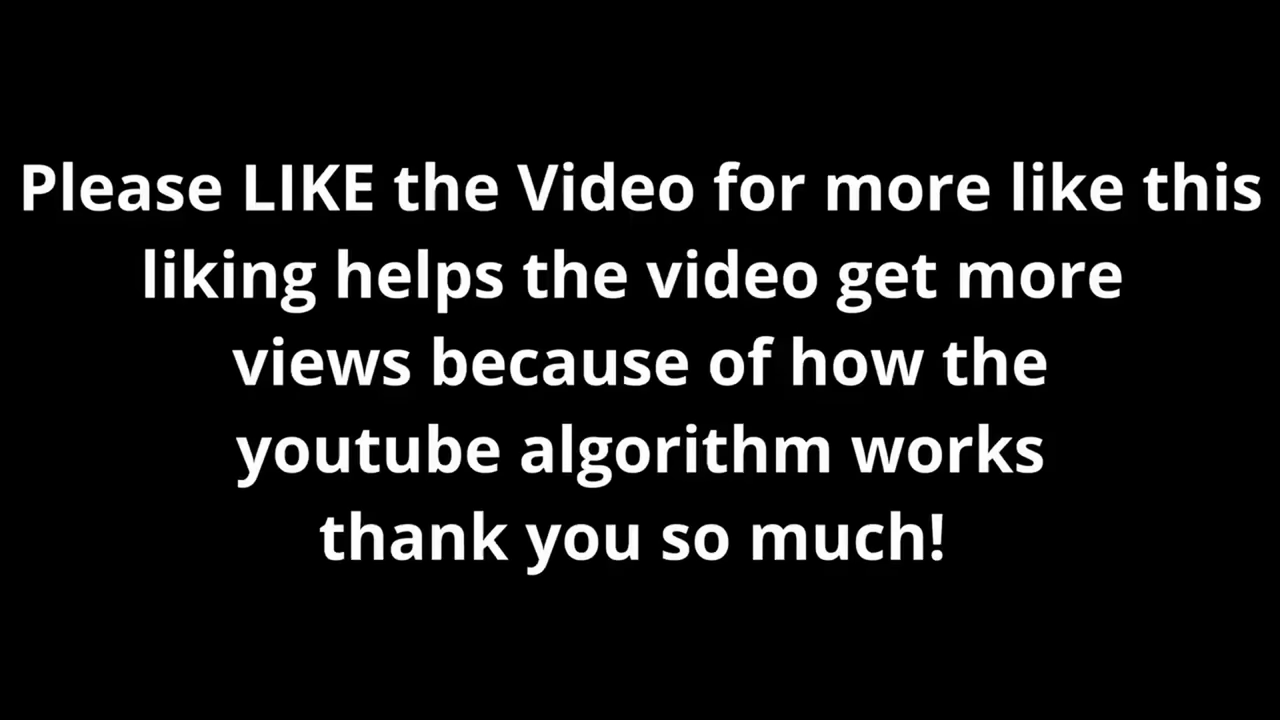 Please LIKE the Video for more like this
liking helps the video get more
views because of how the
youtube algorithm works
thank you so much!